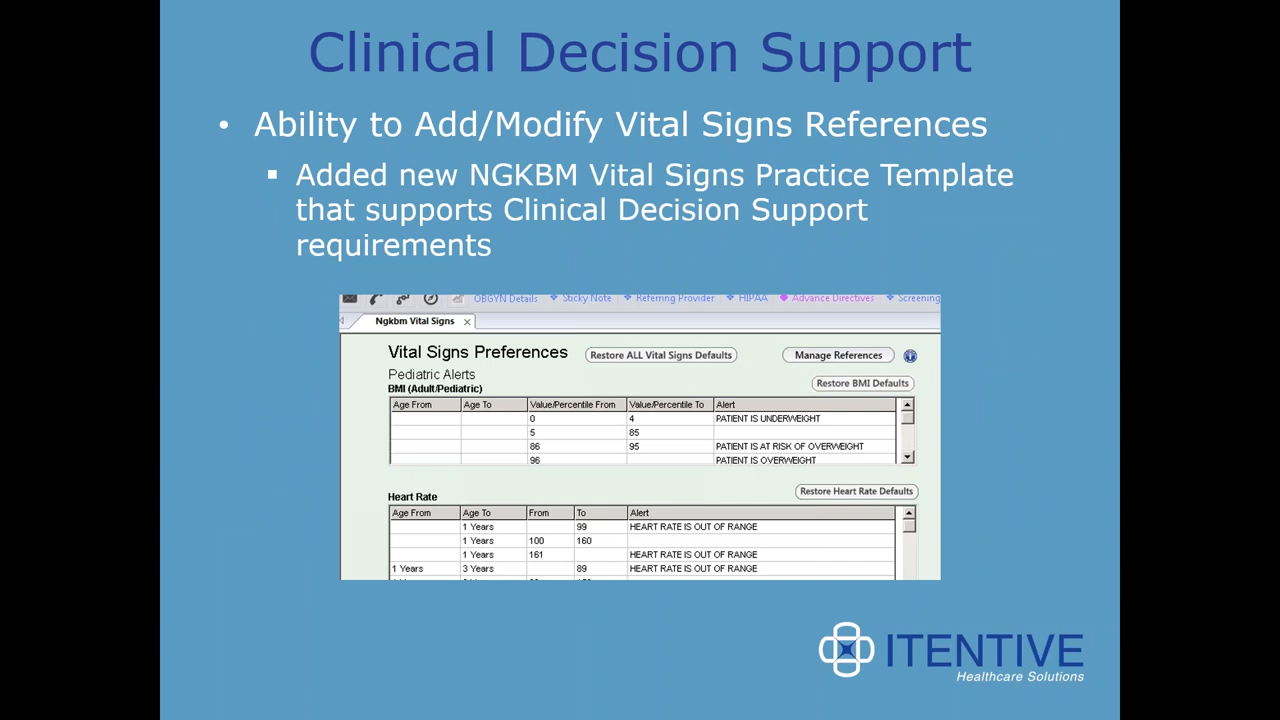 Clinical Decision Support
• Ability to Add/Modify Vital Signs References
▪ Added new NGKBM Vital Signs Practice Template
that supports Clinical Decision Support
requirements
OBGYN Details Sticky Note Referring Provider HIPAA Advance Directives Screening
Ngkbm Vital Signs x
Vital Signs Preferences Restore ALL Vital Signs Defaults Manage References
Pediatric Alerts
BMI (Adult/Pediatric) Restore BMI Defaults
Age From Age To Value/Percentile From Value/Percentile To Alert
0 4 PATIENT IS UNDERWEIGHT
5 85
86 95 PATIENT IS AT RISK OF OVERWEIGHT
96 PATIENT IS OVERWEIGHT
Heart Rate Restore Heart Rate Defaults
Age From Age To From To Alert
1 Years 99 HEART RATE IS OUT OF RANGE
1 Years 100 160
1 Years 161 HEART RATE IS OUT OF RANGE
1 Years 3 Years 89 HEART RATE IS OUT OF RANGE
ITENTIVE
Healthcare Solutions